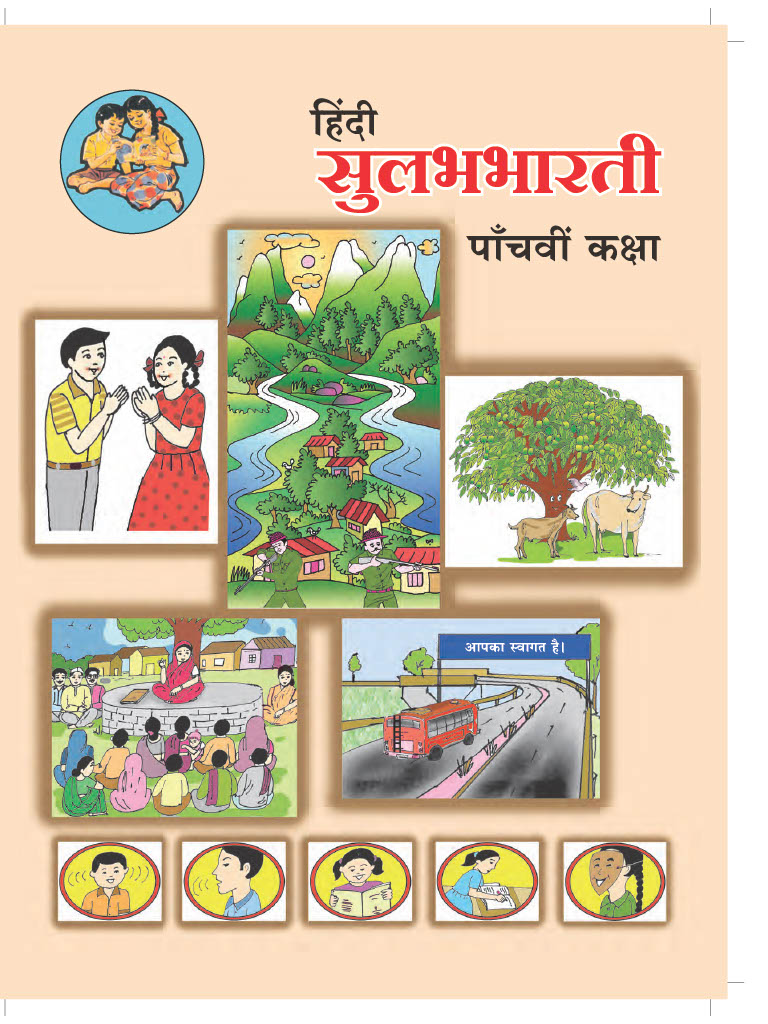 हिंदी
सुलभभारती
पाँचवीं कक्षा
आपका स्वागत है।